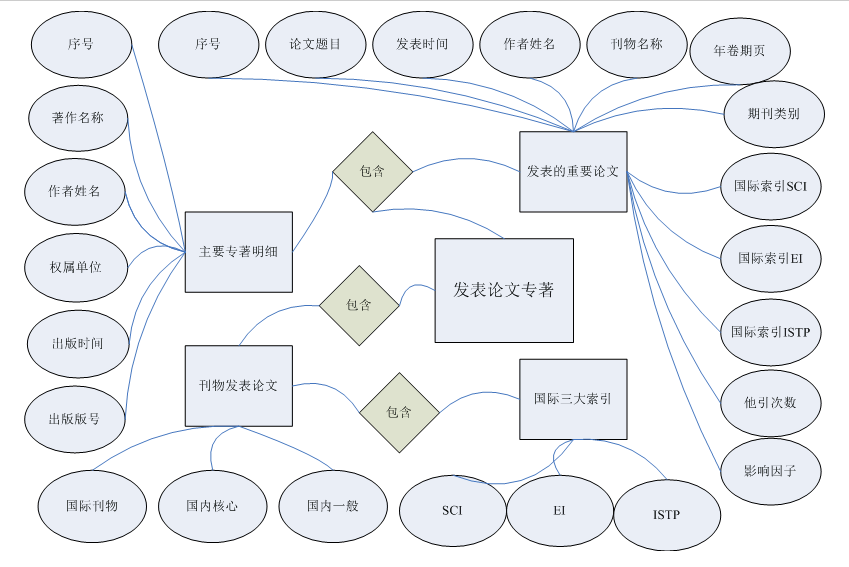 序号
序号
论文题目
发表时间
作者姓名
刊物名称
年卷期页
著作名称
期刊类别
包含
发表的重要论文
作者姓名
国际索引SCI
主要专著明细
权属单位
国际索引EI
发表论文专著
包含
出版时间
国际索引ISTP
刊物发表论文
国际三大索引
他引次数
包含
出版版号
影响因子
国际刊物
国内核心
国内一般
SCI
EI
ISTP